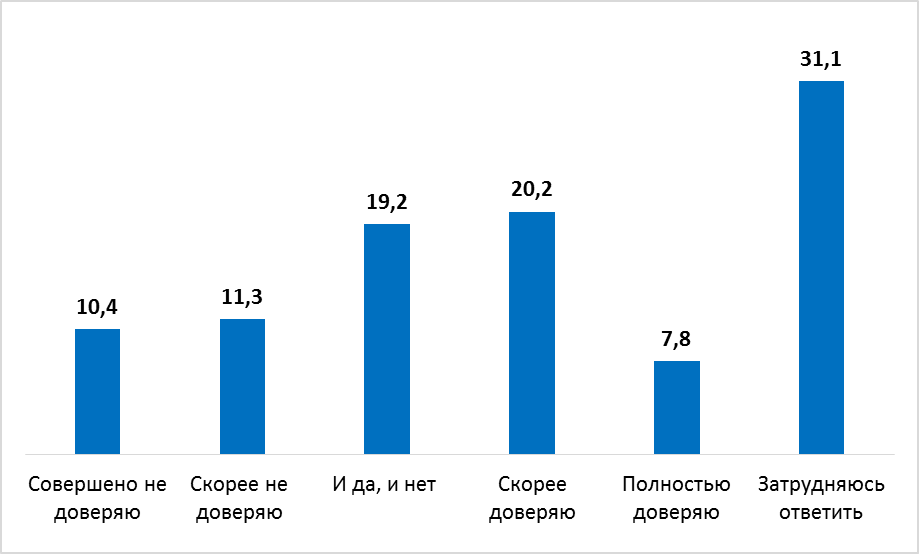 31,1
20,2
19,2
11,3
10,4
7,8
Совершено не
доверяю
Скорее не
доверяю
И да, и нет
Скорее
доверяю
Полностью
доверяю
Затрудняюсь
ответить